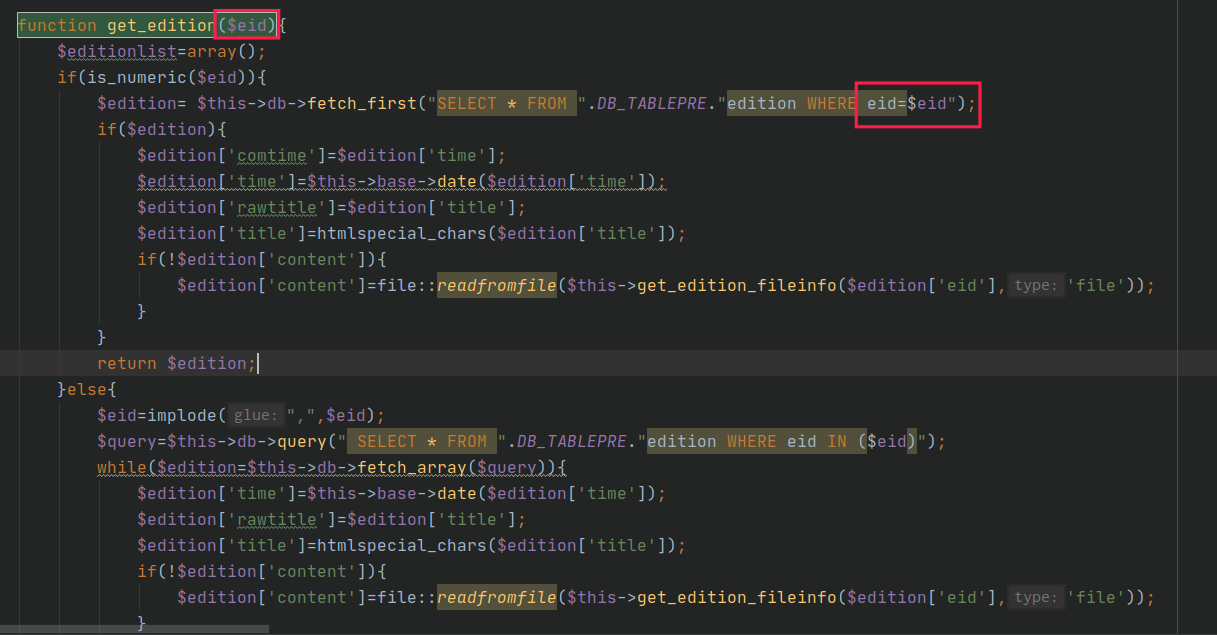 function get_edition($eid){
$editionlist=array();
if(is_numeric($eid)){
$edition= $this->db->fetch_first("SELECT * FROM ".DB_TABLEPRE."edition WHERE eid=$eid");
if($edition){
$edition['comtime']=$edition['time'];
$edition['time']=$this->base->date($edition['time']);
$edition['rawtitle']=$edition['title'];
$edition['title']=htmlspecial_chars($edition['title']);
if(!$edition['content']){
$edition['content']=file::readfromfile($this->get_edition_fileinfo($edition['eid'], type: 'file'));
}
}
return $edition;
}else{
$eid=implode( glue: ",",$eid);
$query=$this->db->query(" SELECT * FROM ".DB_TABLEPRE."edition WHERE eid IN ($eid)");
while($edition=$this->db->fetch_array($query)){
$edition['time']=$this->base->date($edition['time']);
$edition['rawtitle']=$edition['title'];
$edition['title']=htmlspecial_chars($edition['title']);
if(!$edition['content']){
$edition['content']=file::readfromfile($this->get_edition_fileinfo($edition['eid'], type: 'file'));
}